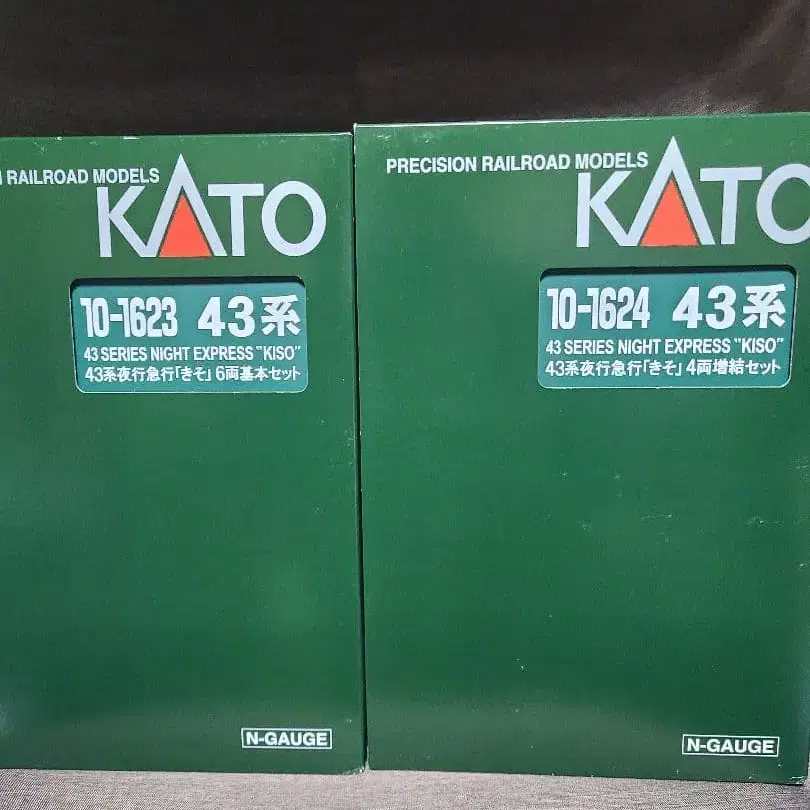 RAILROAD MODELS
KATO
10-1623 43系
43 SERIES NIGHT EXPRESS "KISO"
43系夜行急行「きそ」6両基本セット
N-GAUGE
PRECISION RAILROAD MODELS
KATO
10-1624 43系
43 SERIES NIGHT EXPRESS "KISO"
43系夜行急行「きそ」4両増結セット
N-GAUGE